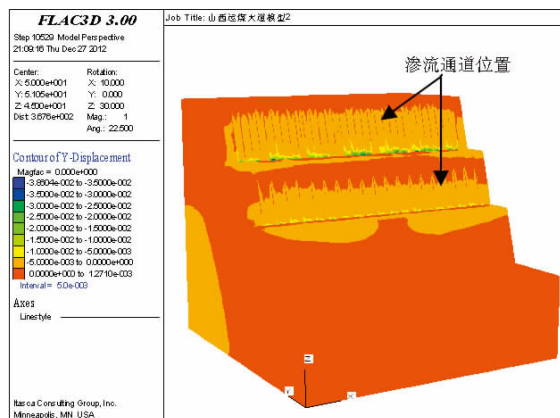 FLAC3D 3.00
Step 10529 Model Perspective
21:09:16 Thu Dec 27 2012
Center:
X: 5.000e+001
Y: 5.105e+001
Z: 4.500e+001
Dist: 3.676e+002
Rotation:
X: 10.000
Y: 0.000
Z: 30.000
Mag.: 1
Ang.: 22.500
Contour of Y-Displacement
Magfac = 0.000e+000
-3.8904e-002 to -3.5000e-002
-3.5000e-002 to -3.0000e-002
-3.0000e-002 to -2.5000e-002
-2.5000e-002 to -2.0000e-002
-2.0000e-002 to -1.5000e-002
-1.5000e-002 to -1.0000e-002
-1.0000e-002 to -5.0000e-003
-5.0000e-003 to 0.0000e+000
0.0000e+000 to 1.2710e-003
Interval = 5.0e-003
Axes
Linestyle
Itasca Consulting Group, Inc.
Minneapolis, MN USA
Job Title: 山西运煤大道模型2
渗流通道位置
Z
Y
X